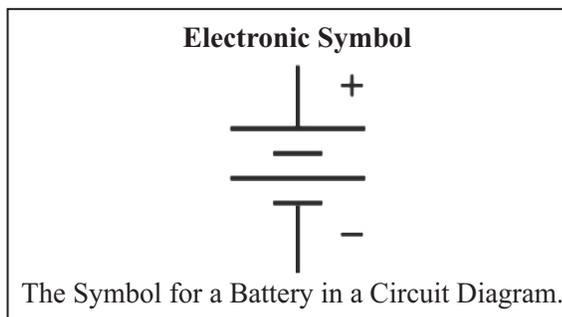 Electronic Symbol
+
−
The Symbol for a Battery in a Circuit Diagram.